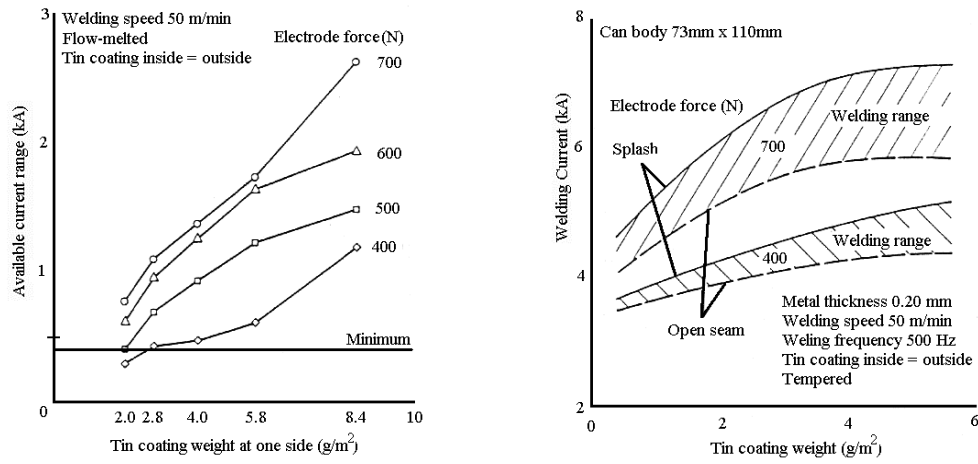 3
Welding speed 50 m/min
Flow-melted
Tin coating inside = outside
Electrode force (N)
700
600
500
400
Minimum
2
1
0
Available current range (kA)
2.0 2.8 4.0 5.8 8.4 10
Tin coating weight at one side (g/m²)
8
Can body 73mm x 110mm
Electrode force (N)
Welding range
Splash
700
6
Welding range
400
4
Open seam
Metal thickness 0.20 mm
Welding speed 50 m/min
Weling frequency 500 Hz
Tin coating inside = outside
Tempered
2
Welding Current (kA)
0 2 4 6
Tin coating weight (g/m²)